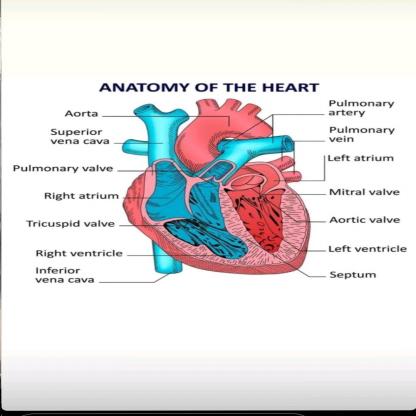 ANATOMY OF THE HEART
Aorta
Superior
vena cava
Pulmonary valve
Right atrium
Tricuspid valve
Right ventricle
Inferior
vena cava
Pulmonary
artery
Pulmonary
vein
Left atrium
Mitral valve
Aortic valve
Left ventricle
Septum